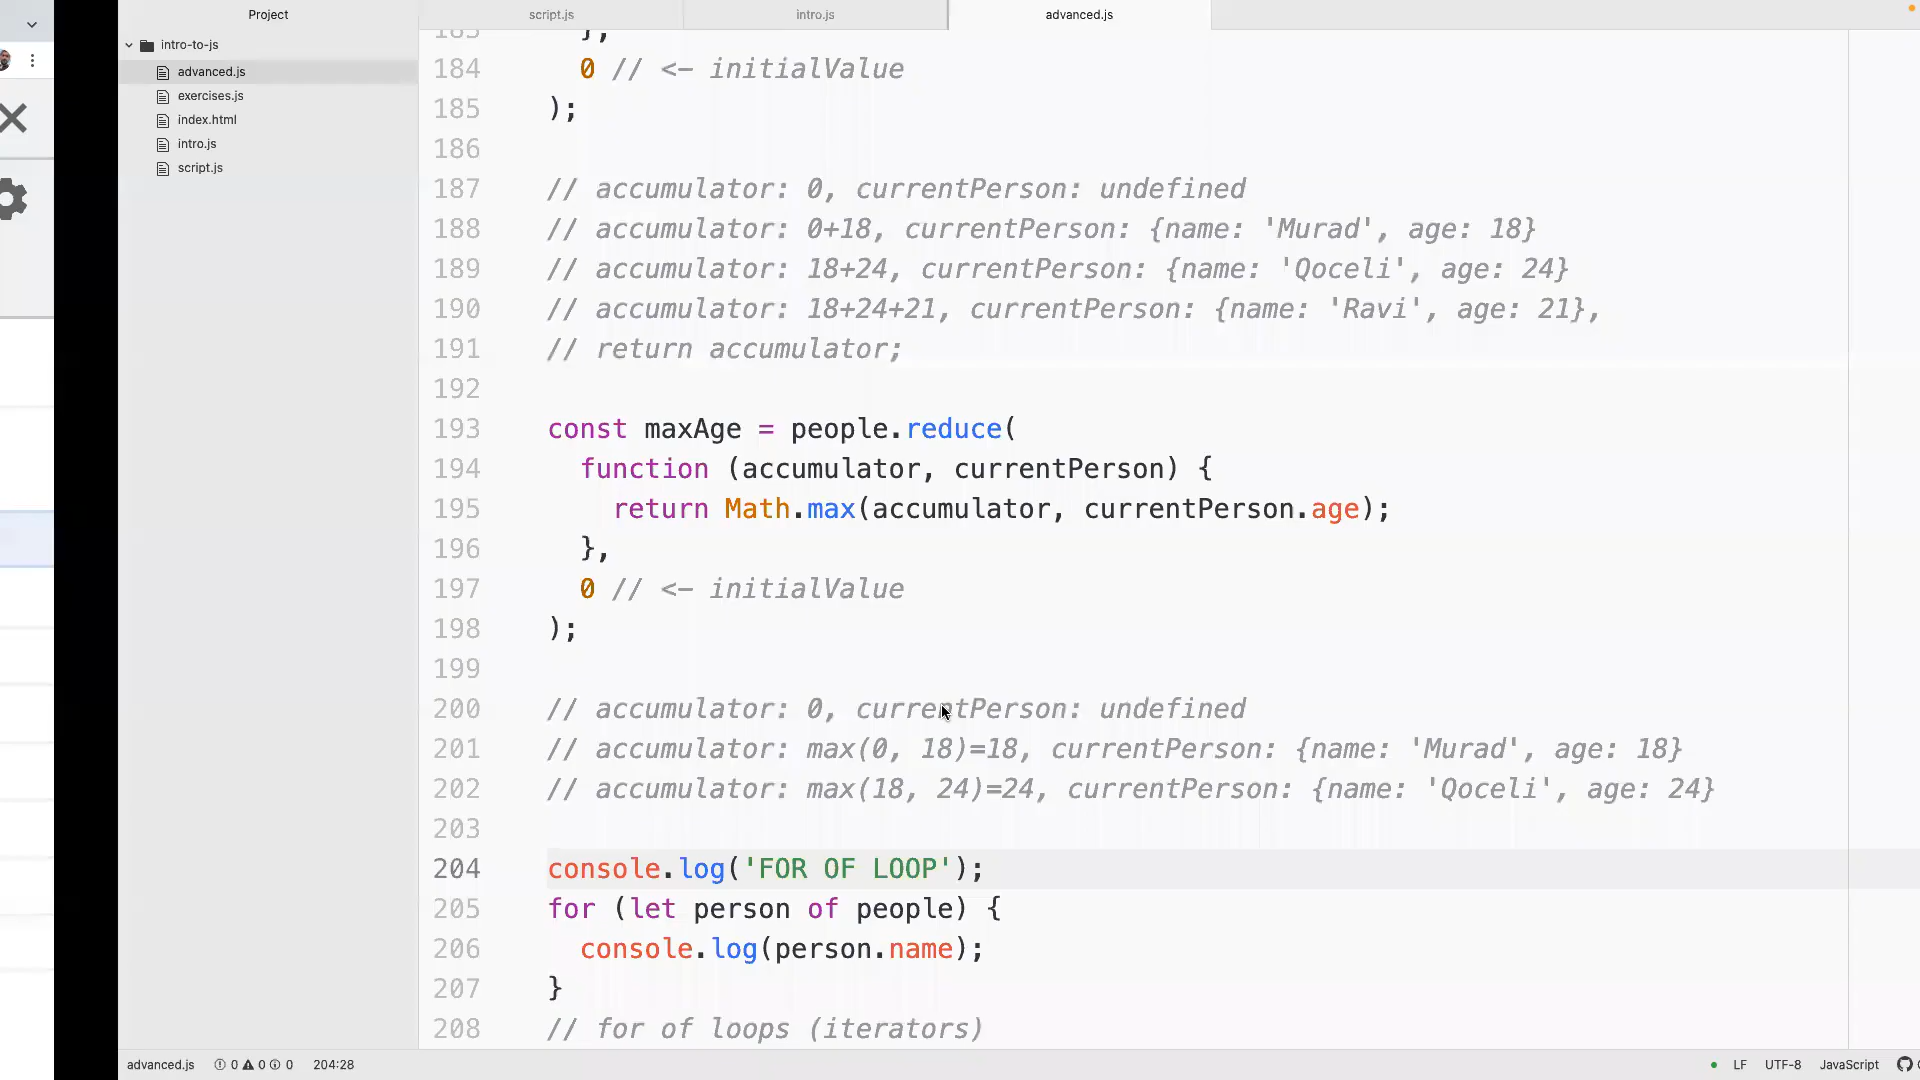 Project
script.js
intro.js
advanced.js
intro-to-js
advanced.js
exercises.js
index.html
intro.js
script.js
183 },
184 0 // <- initialValue
185 );
186
187 // accumulator: 0, currentPerson: undefined
188 // accumulator: 0+18, currentPerson: {name: 'Murad', age: 18}
189 // accumulator: 18+24, currentPerson: {name: 'Qoceli', age: 24}
190 // accumulator: 18+24+21, currentPerson: {name: 'Ravi', age: 21},
191 // return accumulator;
192
193 const maxAge = people.reduce(
194 function (accumulator, currentPerson) {
195 return Math.max(accumulator, currentPerson.age);
196 },
197 0 // <- initialValue
198 );
199
200 // accumulator: 0, currentPerson: undefined
201 // accumulator: max(0, 18)=18, currentPerson: {name: 'Murad', age: 18}
202 // accumulator: max(18, 24)=24, currentPerson: {name: 'Qoceli', age: 24}
203
204 console.log('FOR OF LOOP');
205 for (let person of people) {
206 console.log(person.name);
207 }
208 // for of loops (iterators)
advanced.js 0 0 0 204:28 LF UTF-8 JavaScript